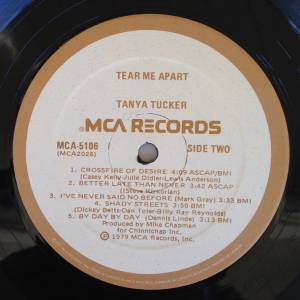 TEAR ME APART
TANYA TUCKER
MCA RECORDS
MCA-5106 SIDE TWO
(MCA2026)
1. CROSSFIRE OF DESIRE 4:09 ASCAP/BMI
(Casey Kelly-Julie Didier-Lewis Anderson)
2. BETTER LATE THAN NEVER 3:42 ASCAP
(Steve Kirkorian)
3. I'VE NEVER SAID NO BEFORE (Mark Gray) 3:33 BMI
4. SHADY STREETS 3:50 BMI
(Dickey Betts-Dan Toler-Billy Ray Reynolds)
5. BY DAY BY DAY (Dennis Linde) 3:13 BMI
Produced by Mike Chapman
for Chinnichap Inc.
℗ 1979 MCA Records, Inc.